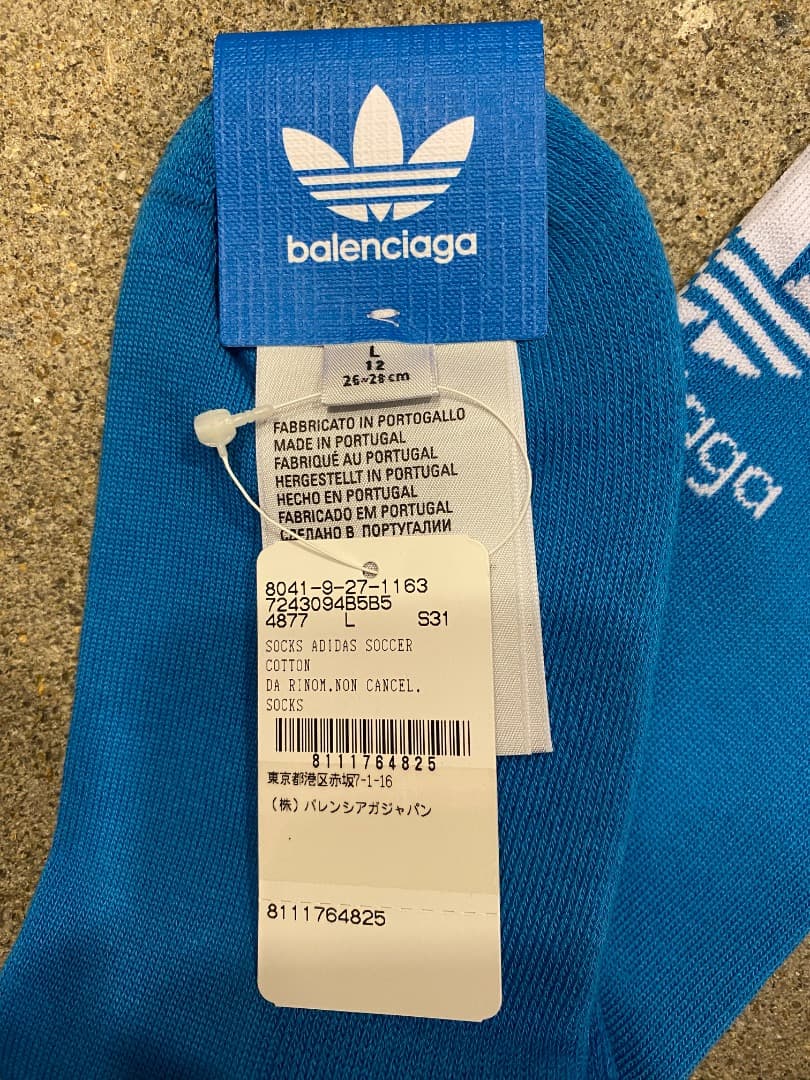 balenciaga
L
12
26~28 cm
FABBRICATO IN PORTOGALLO
MADE IN PORTUGAL
FABRIQUÉ AU PORTUGAL
HERGESTELLT IN PORTUGAL
HECHO EN PORTUGAL
FABRICADO EM PORTUGAL
СДЕЛАНО В ПОРТУГАЛИИ
iaga
8041-9-27-1163
7243094B5B5
4877 L S31
SOCKS ADIDAS SOCCER
COTTON
DA RINOM.NON CANCEL.
SOCKS
8111764825
東京都港区赤坂7-1-16
(株) バレンシアガジャパン
8111764825